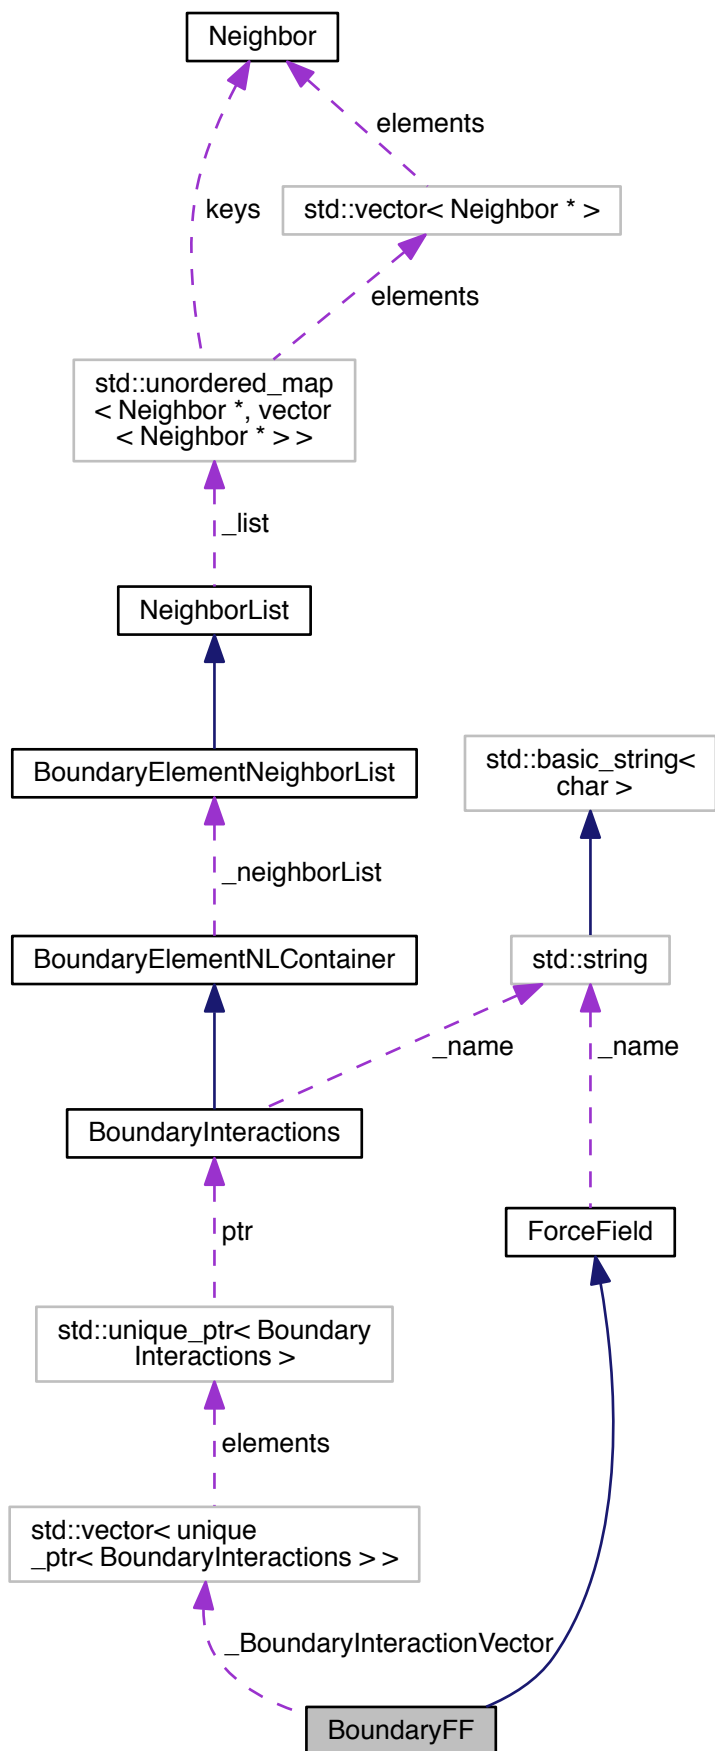 Neighbor
elements
keys
std::vector< Neighbor * >
elements
std::unordered_map
< Neighbor *, vector
< Neighbor * > >
_list
NeighborList
BoundaryElementNeighborList
std::basic_string<
char >
_neighborList
BoundaryElementNLContainer
std::string
_name
_name
BoundaryInteractions
ptr
ForceField
std::unique_ptr< Boundary
Interactions >
elements
std::vector< unique
_ptr< BoundaryInteractions > >
_BoundaryInteractionVector
BoundaryFF